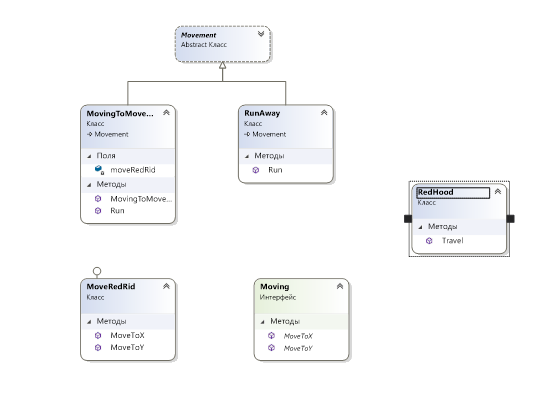 Movement
Abstract Класс
MovingToMove...
Класс
Movement
Поля
moveRedRid
Методы
MovingToMove...
Run
RunAway
Класс
Movement
Методы
Run
RedHood
Класс
Методы
Travel
MoveRedRid
Класс
Методы
MoveToX
MoveToY
Moving
Интерфейс
Методы
MoveToX
MoveToY